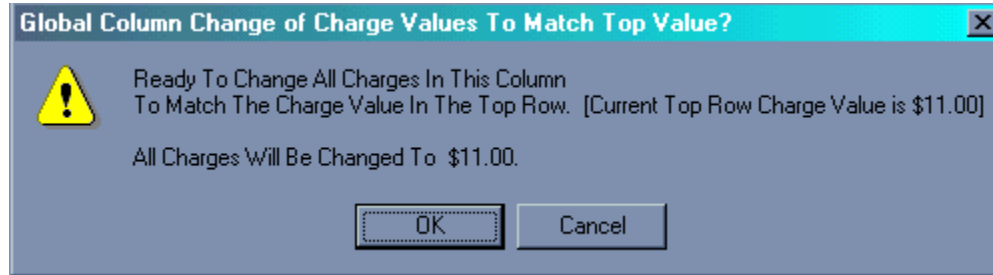 Global Column Change of Charge Values To Match Top Value?
Ready To Change All Charges In This Column
To Match The Charge Value In The Top Row.  [Current Top Row Charge Value is $11.00]
All Charges Will Be Changed To  $11.00.
OK
Cancel